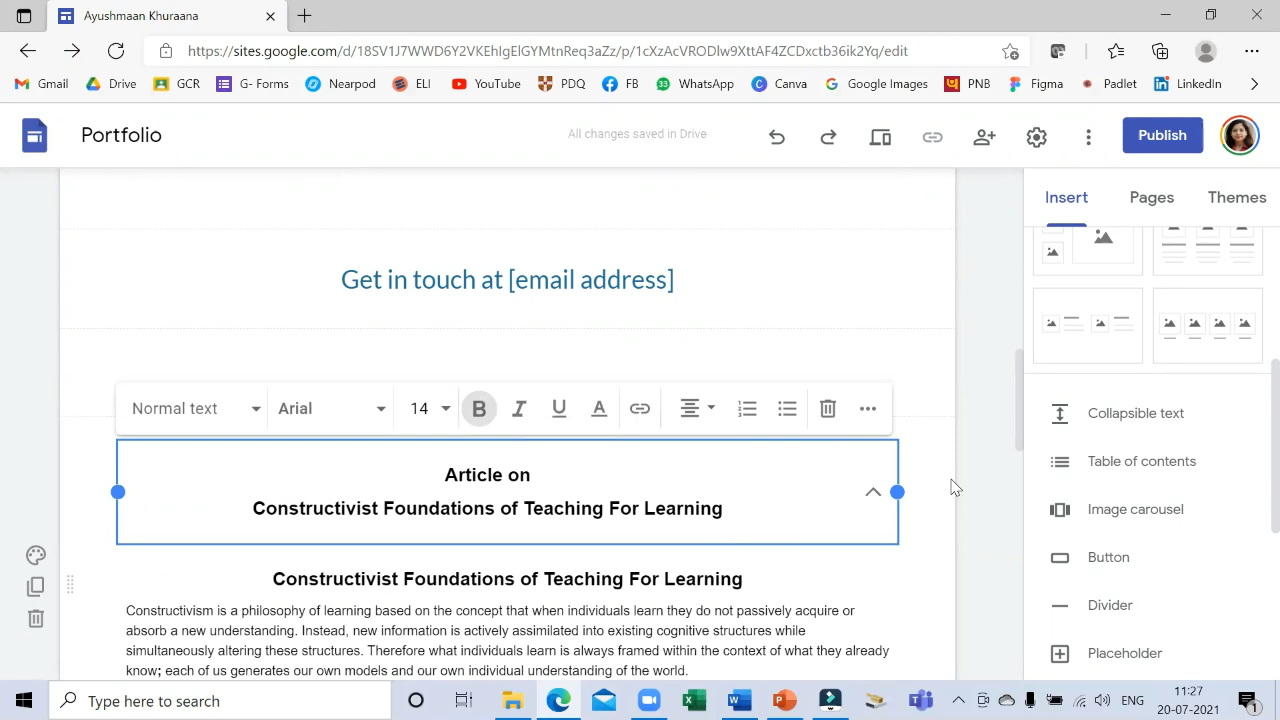 Ayushmaan Khurana
https://sites.google.com/d/18SV1J7WWD6Y2VKEhIgElGYMtnReq3aZz/p/1cXzAcVRODlw9XttAF4ZCDxctb36ik2Yq/edit
Gmail Drive GCR G- Forms Nearpod ELI YouTube PDQ FB 33 WhatsApp Canva Google Images PNB Figma Padlet LinkedIn
Portfolio
All changes saved in Drive
Publish
Insert Pages Themes
Get in touch at [email address]
Normal text Arial 14 B I U A
Article on
Constructivist Foundations of Teaching For Learning
Constructivist Foundations of Teaching For Learning
Constructivism is a philosophy of learning based on the concept that when individuals learn they do not passively acquire or
absorb a new understanding. Instead, new information is actively assimilated into existing cognitive structures while
simultaneously altering these structures. Therefore what individuals learn is always framed within the context of what they already
know; each of us generates our own models and our own individual understanding of the world.
Collapsible text
Table of contents
Image carousel
Button
Divider
Placeholder
Type here to search
ENG
11:27
20-07-2021
1